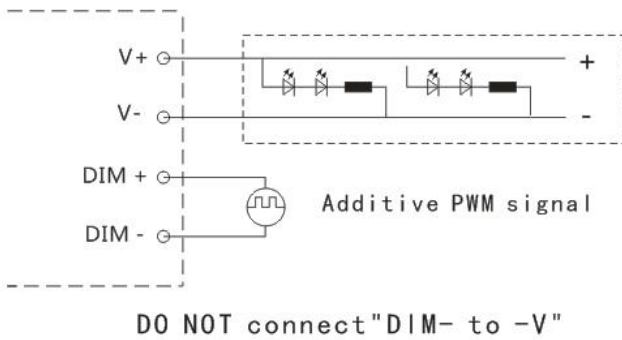 V+
+
V-
-
DIM +
Additive PWM signal
DIM -
DO NOT connect"DIM- to -V"